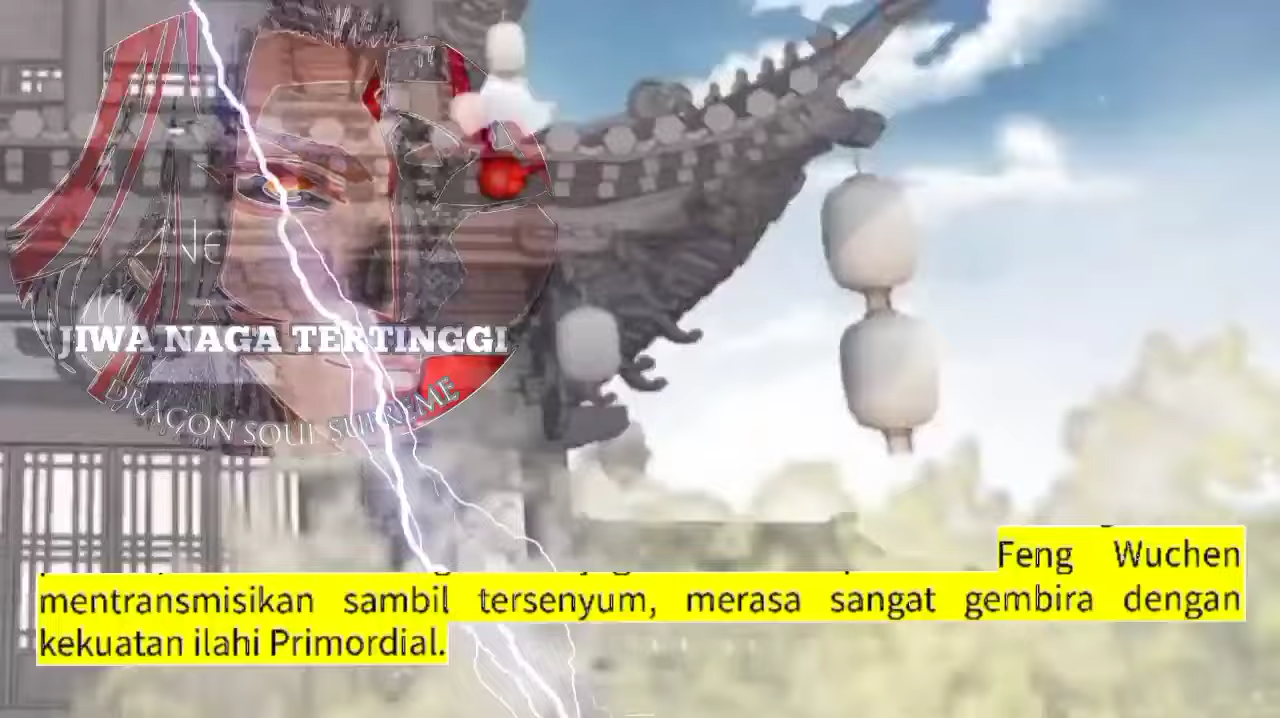 JIWA NAGA TERTINGGI
DRAGON SOUL SUPREME
Feng Wuchen
mentransmisikan sambil tersenyum, merasa sangat gembira dengan
kekuatan ilahi Primordial.